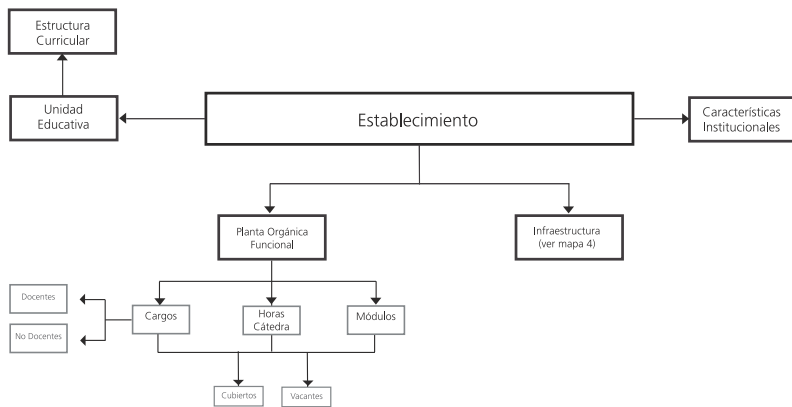 Estructura
Curricular
Unidad
Educativa
Establecimiento
Características
Institucionales
Planta Orgánica
Funcional
Infraestructura
(ver mapa 4)
Docentes
No Docentes
Cargos
Horas
Cátedra
Módulos
Cubiertos
Vacantes